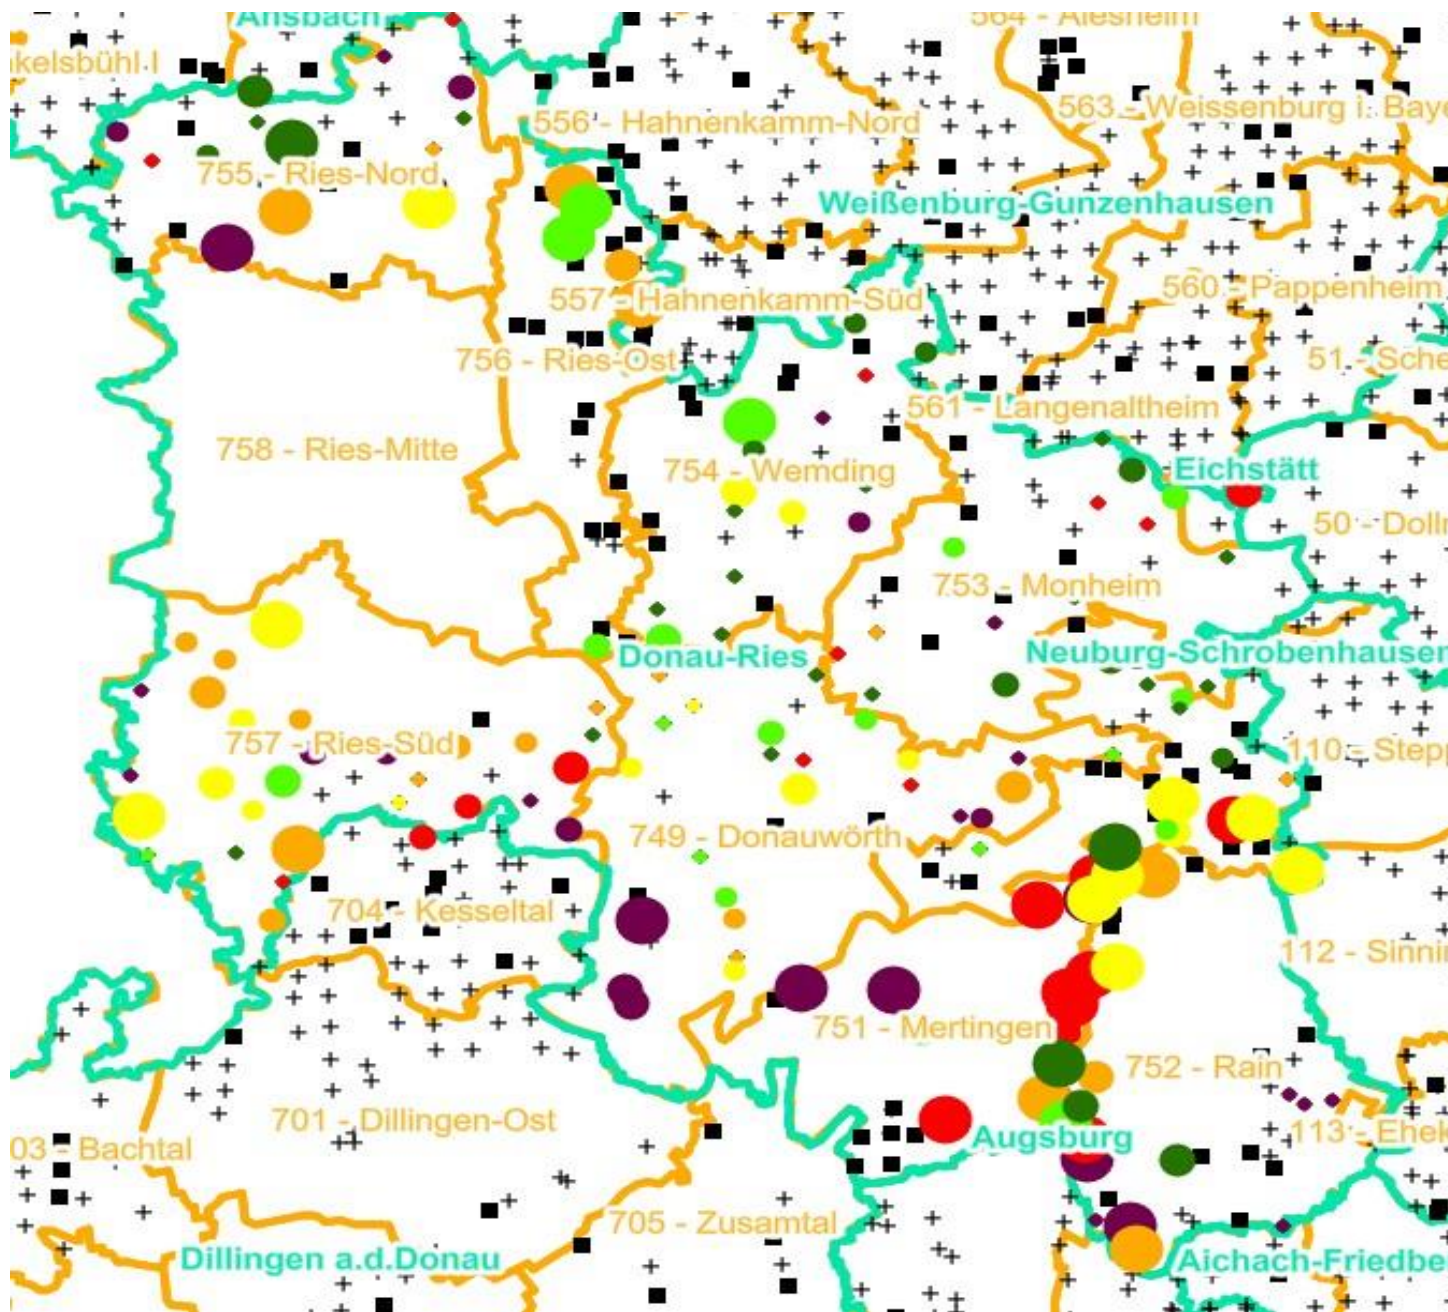 Ansbach
564 - Alesheim
nkelsbühl I
563 - Weissenburg i. Baye
556 - Hahnenkamm-Nord
755 - Ries-Nord
Weißenburg-Gunzenhausen
560 - Pappenheim
557 - Hahnenkamm-Süd
756 - Ries-Ost
51 - Sche
561 - Langenaltheim
758 - Ries-Mitte
754 - Wemding
Eichstätt
50 - Dolln
753 - Monheim
Donau-Ries
Neuburg-Schrobenhausen
757 - Ries-Süd
110 - Stepp
749 - Donauwörth
704 - Kesseltal
112 - Sinnin
751 - Mertingen
752 - Rain
701 - Dillingen-Ost
Augsburg
113 - Ehek
03 - Bachtal
705 - Zusamtal
Dillingen a.d.Donau
Aichach-Friedbe